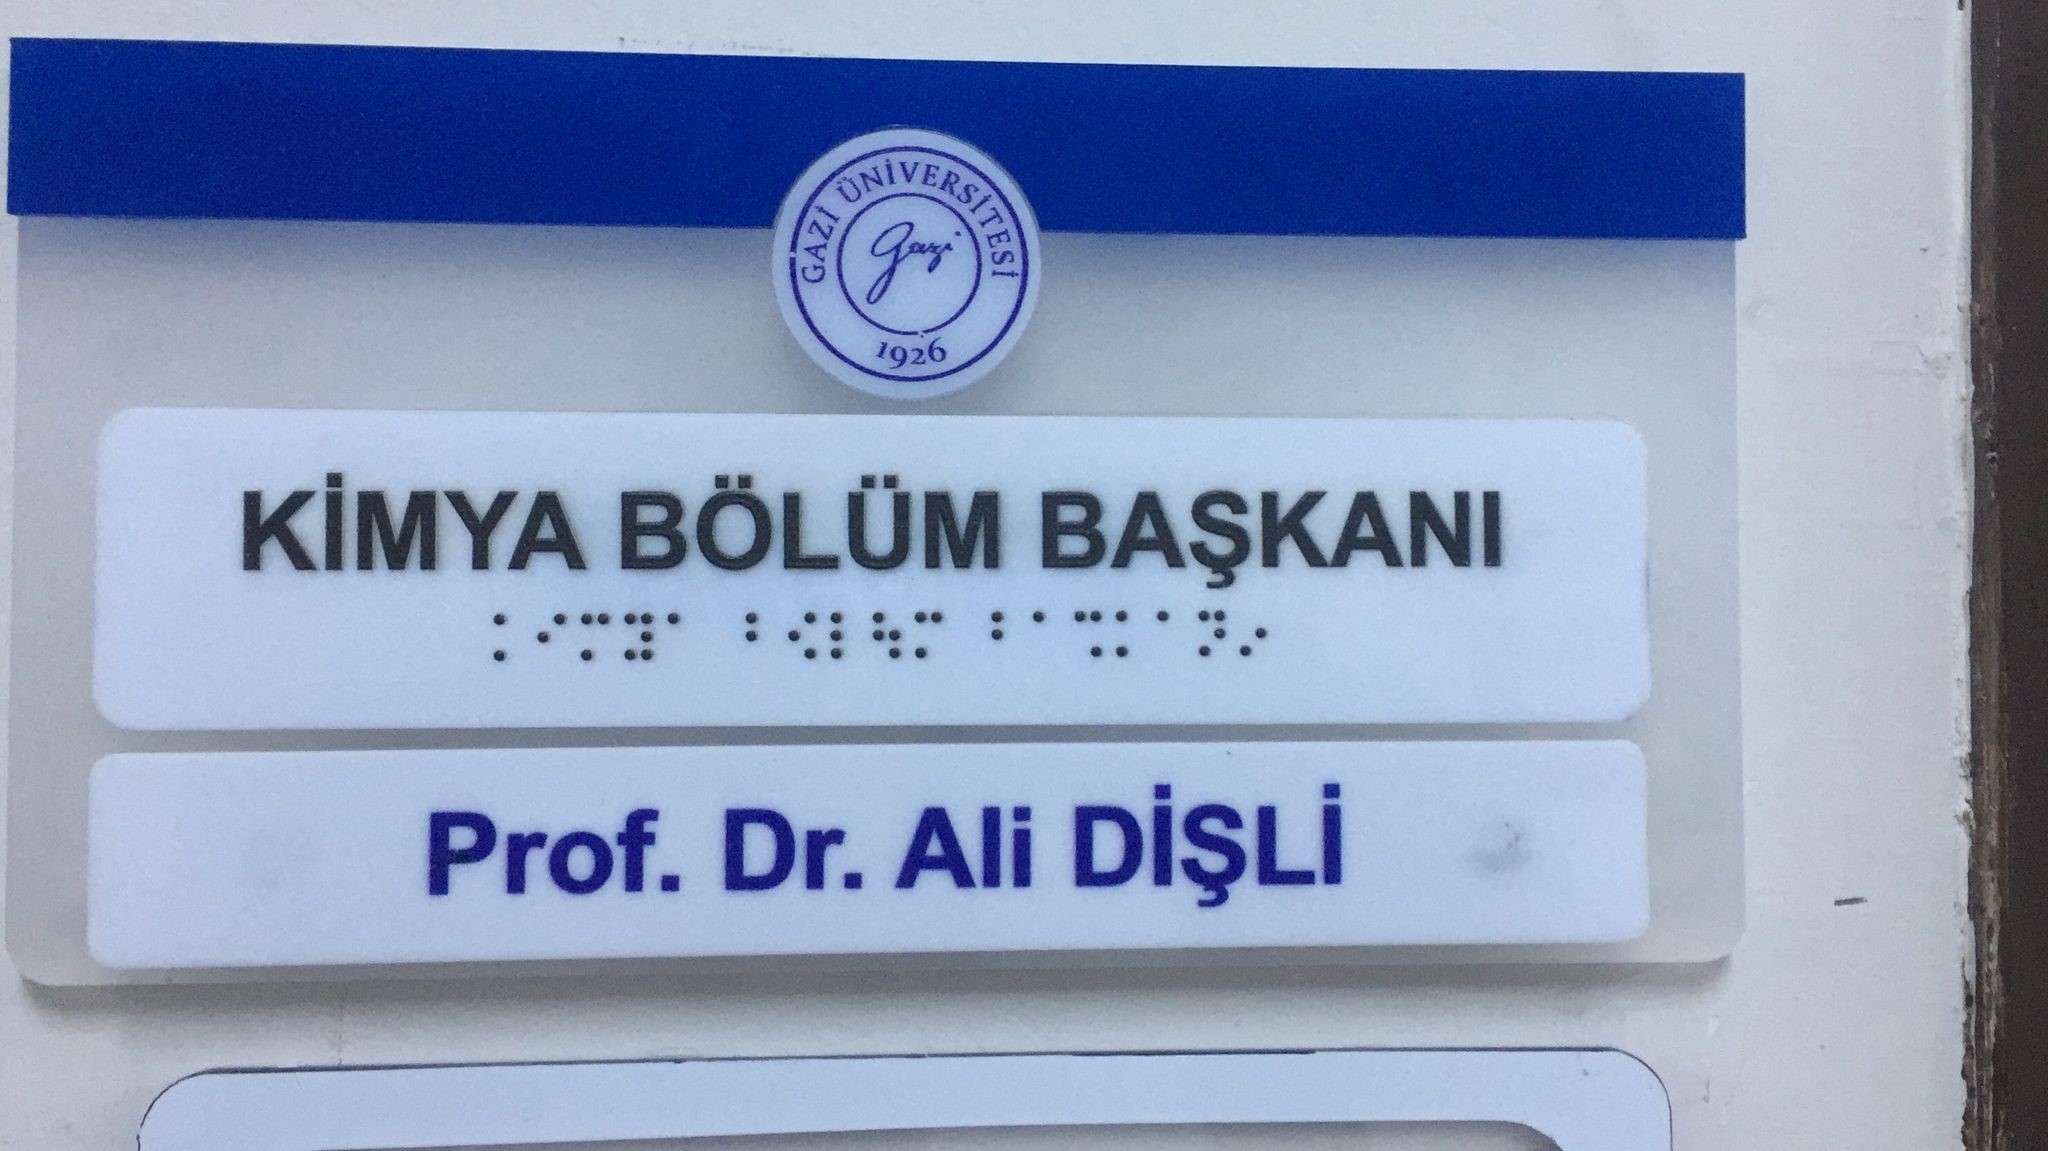 GAZİ ÜNİVERSİTESİ
gazi
1926
KİMYA BÖLÜM BAŞKANI
Prof. Dr. Ali DİŞLİ